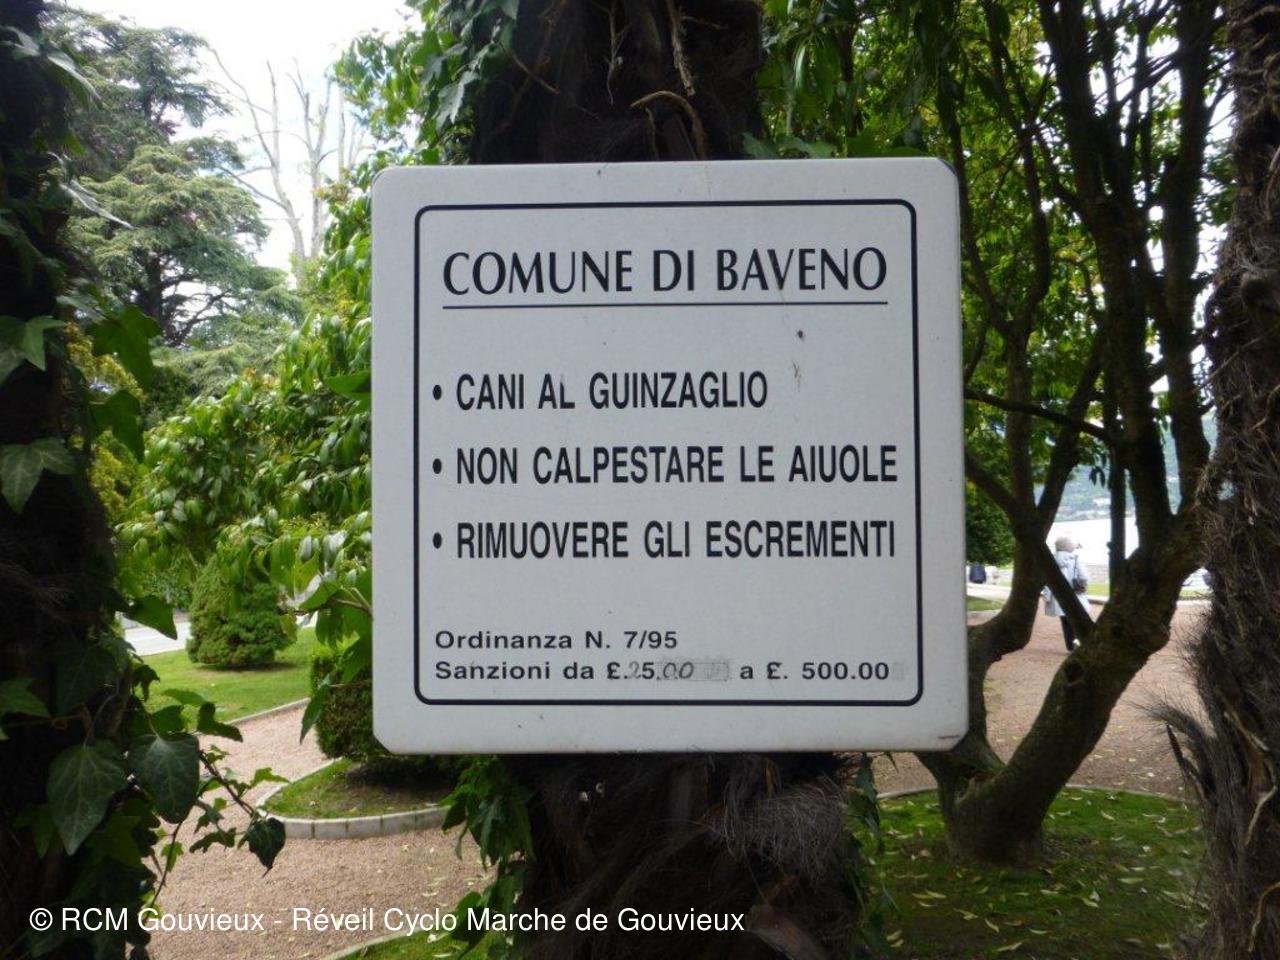 COMUNE DI BAVENO
• CANI AL GUINZAGLIO
• NON CALPESTARE LE AIUOLE
• RIMUOVERE GLI ESCREMENTI
Ordinanza N. 7/95
Sanzioni da £.25.00 a £. 500.00
© RCM Gouvieux - Réveil Cyclo Marche de Gouvieux